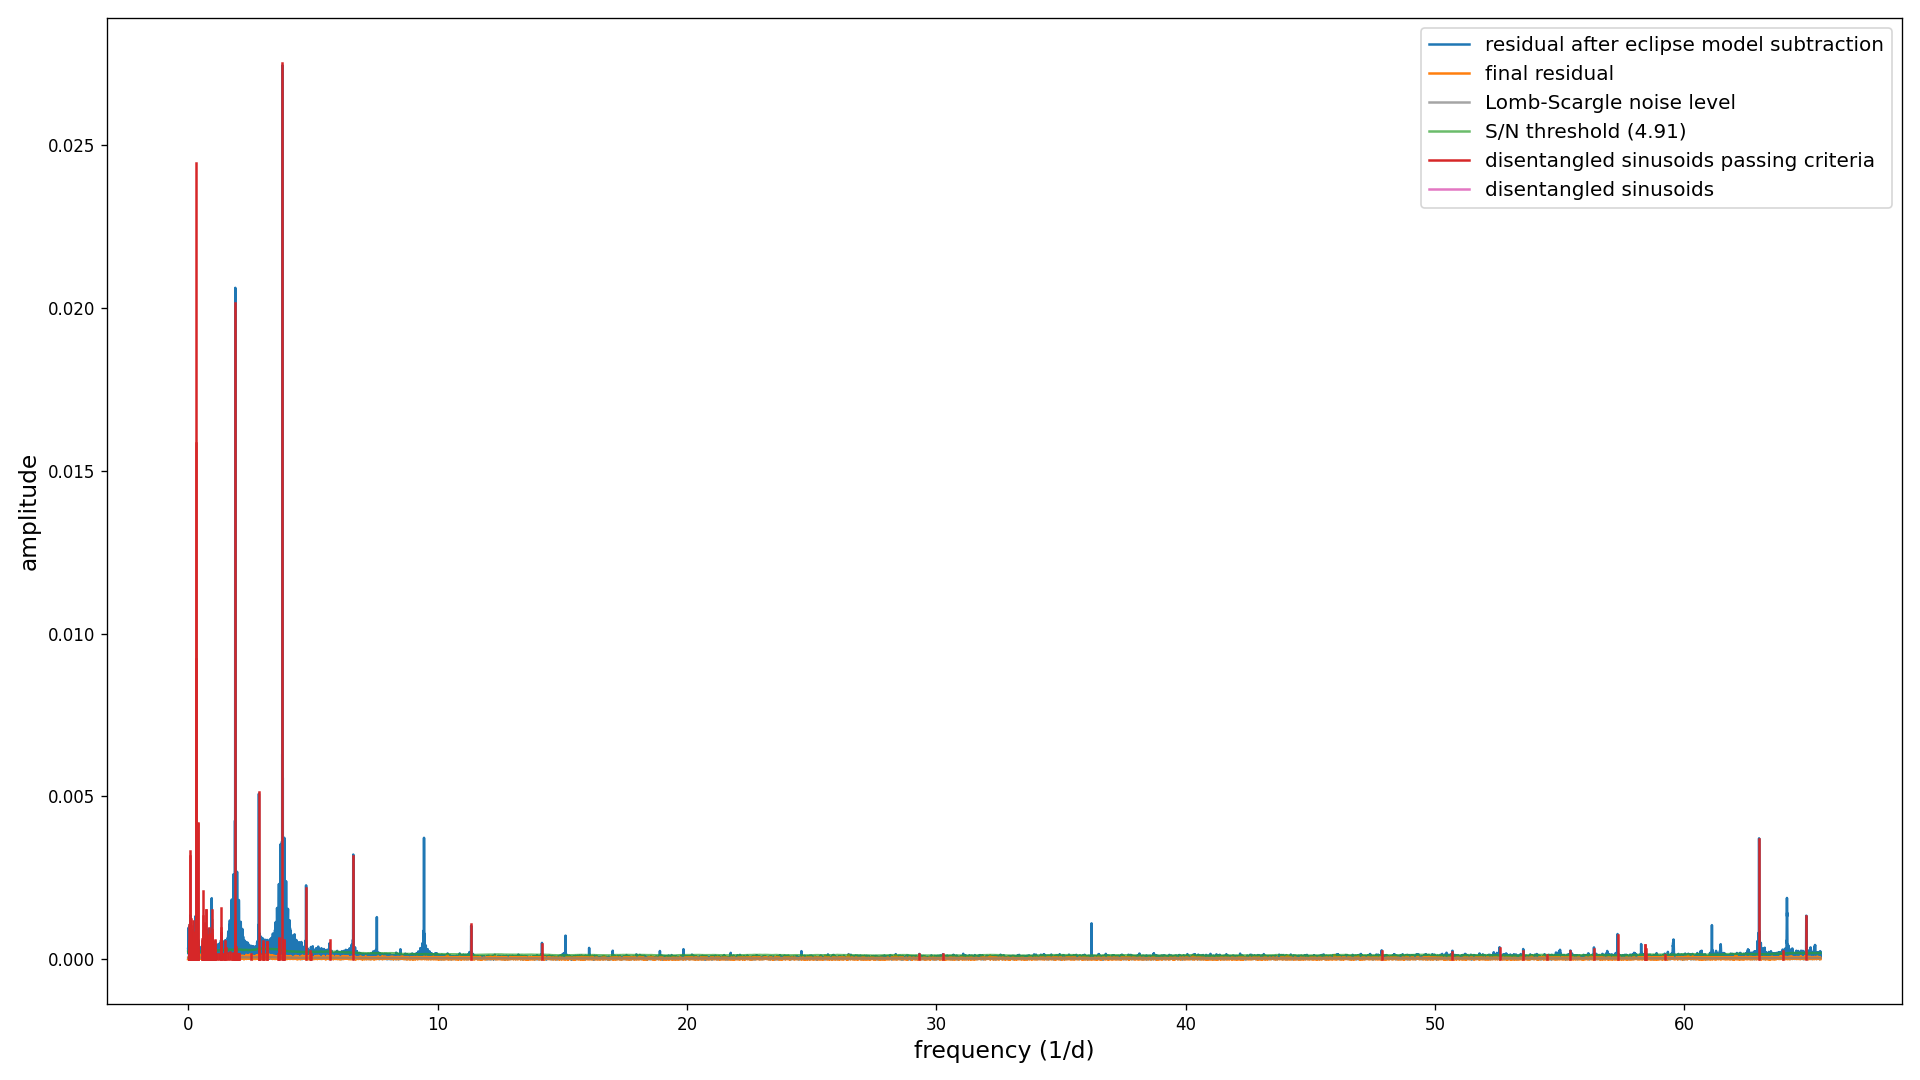 residual after eclipse model subtraction
final residual
Lomb-Scargle noise level
S/N threshold (4.91)
disentangled sinusoids passing criteria
disentangled sinusoids
amplitude
0.025
0.020
0.015
0.010
0.005
0.000
0 10 20 30 40 50 60
frequency (1/d)